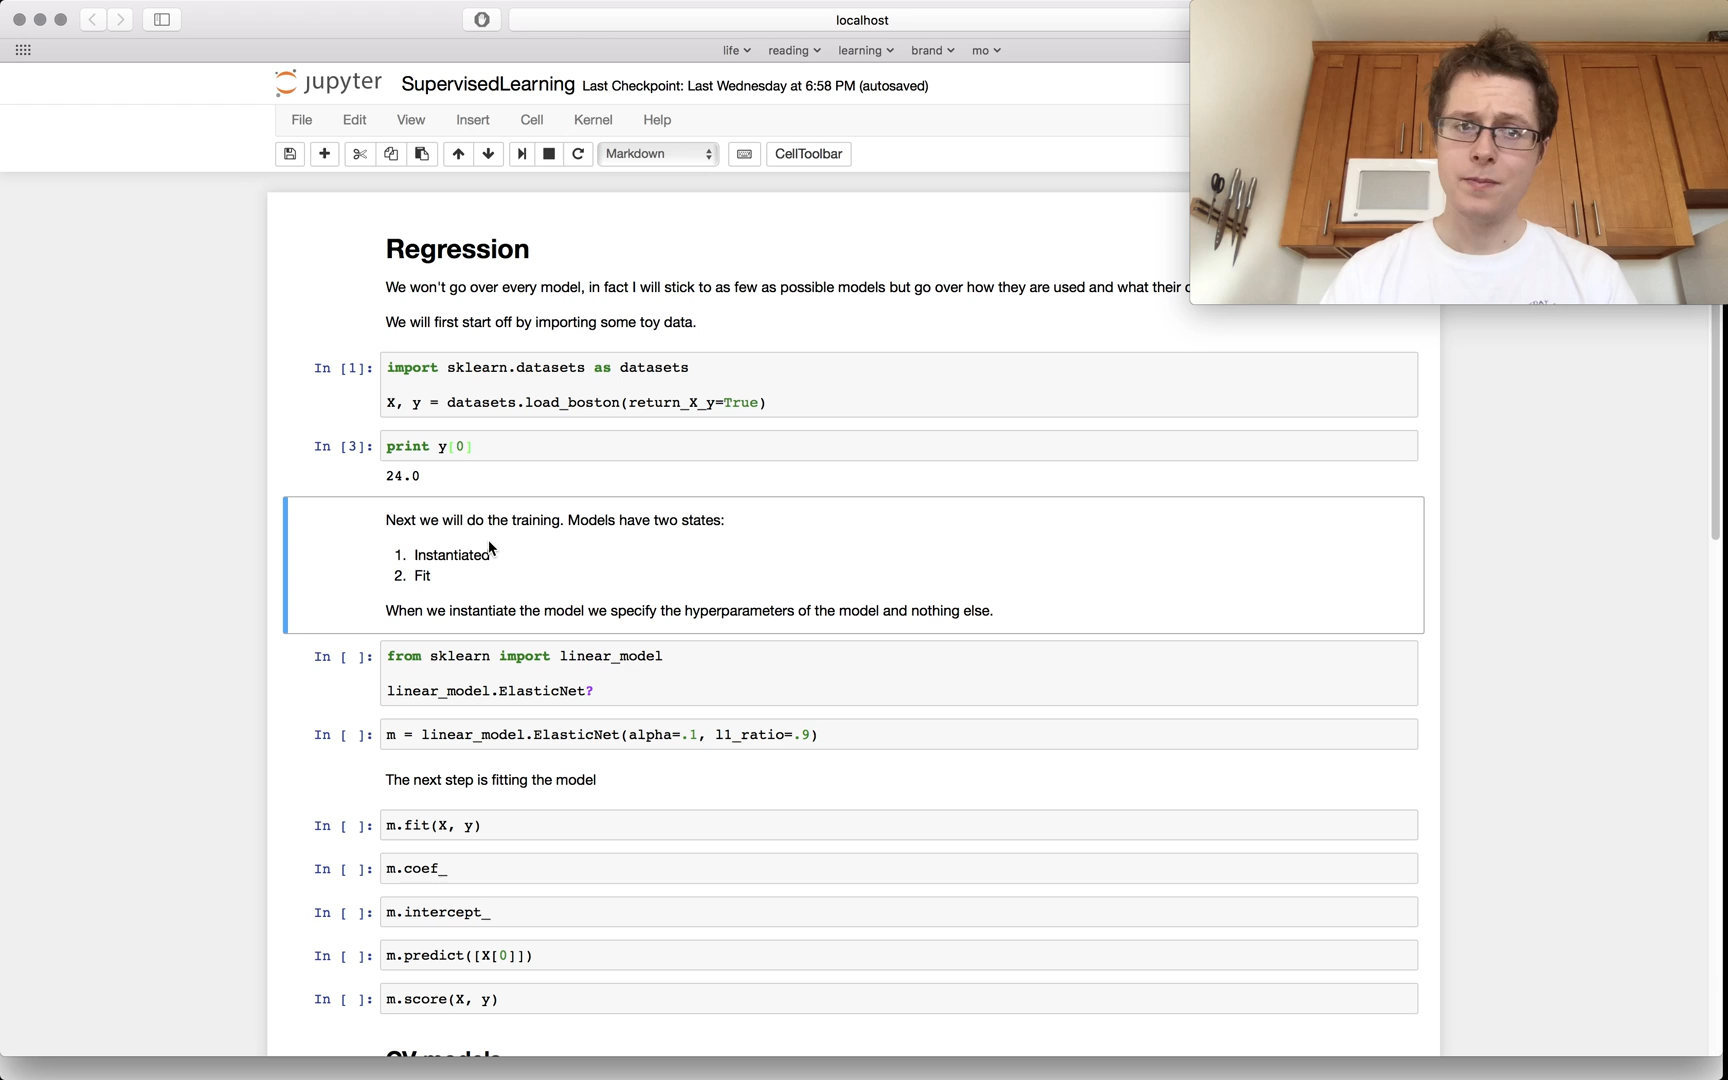 localhost
life reading learning brand mo
jupyter SupervisedLearning Last Checkpoint: Last Wednesday at 6:58 PM (autosaved)
File Edit View Insert Cell Kernel Help
Markdown CellToolbar
Regression
We won't go over every model, in fact I will stick to as few as possible models but go over how they are used and what their
We will first start off by importing some toy data.
In [1]: import sklearn.datasets as datasets
X, y = datasets.load_boston(return_X_y=True)
In [3]: print y[0]
24.0
Next we will do the training. Models have two states:
1. Instantiated
2. Fit
When we instantiate the model we specify the hyperparameters of the model and nothing else.
In [ ]: from sklearn import linear_model
linear_model.ElasticNet?
In [ ]: m = linear_model.ElasticNet(alpha=.1, l1_ratio=.9)
The next step is fitting the model
In [ ]: m.fit(X, y)
In [ ]: m.coef_
In [ ]: m.intercept_
In [ ]: m.predict([X[0]])
In [ ]: m.score(X, y)
CV models